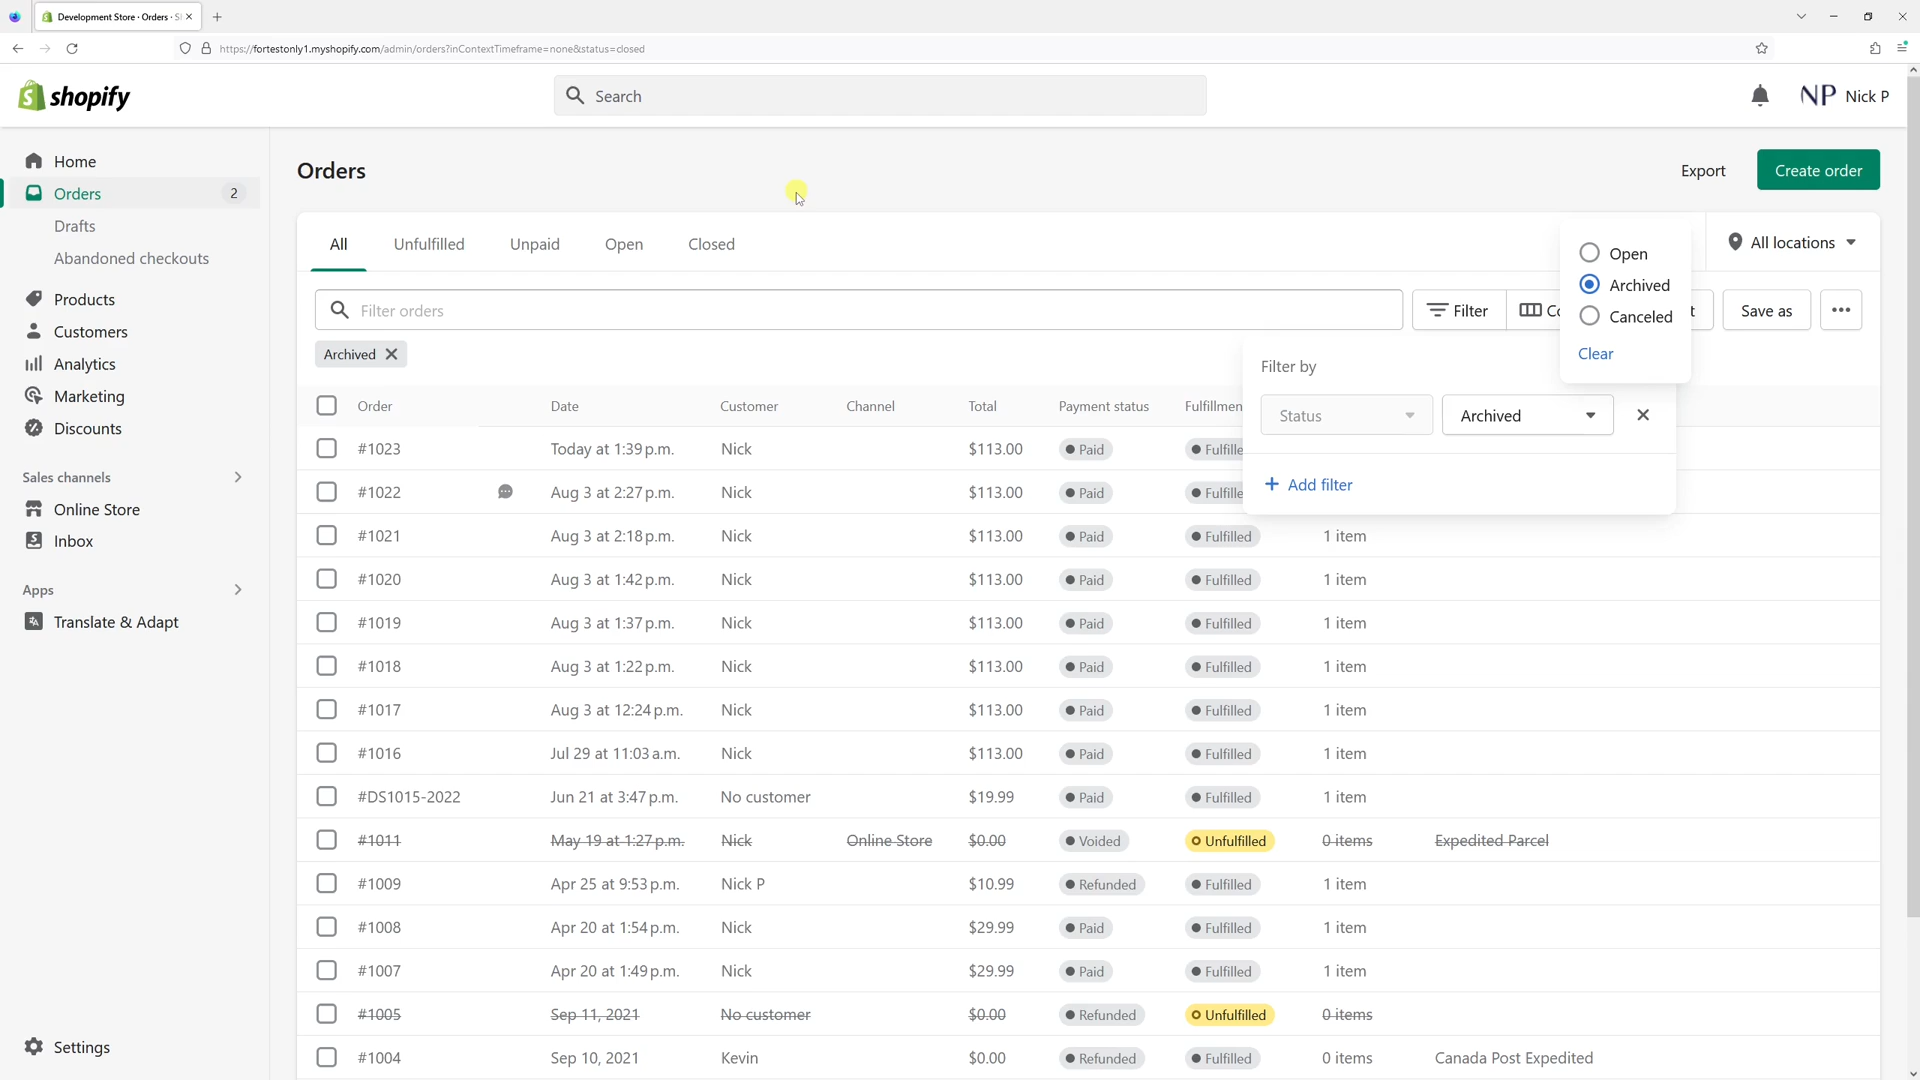 Development Store · Orders · S
https://fortestonly1.myshopify.com/admin/orders?inContextTimeframe=none&status=closed
shopify
Search
NP Nick P
Home
Orders 2
Drafts
Abandoned checkouts
Products
Customers
Analytics
Marketing
Discounts
Sales channels
Online Store
Inbox
Apps
Translate & Adapt
Settings
Orders
Export
Create order
All Unfulfilled Unpaid Open Closed
All locations
Filter orders
Filter
Co
t
Save as
Open
Archived
Canceled
Clear
Archived
Filter by
Status Archived
Add filter
Order Date Customer Channel Total Payment status Fulfillmen
#1023 Today at 1:39 p.m. Nick $113.00 Paid Fulfille
#1022 Aug 3 at 2:27 p.m. Nick $113.00 Paid Fulfille
#1021 Aug 3 at 2:18 p.m. Nick $113.00 Paid Fulfilled 1 item
#1020 Aug 3 at 1:42 p.m. Nick $113.00 Paid Fulfilled 1 item
#1019 Aug 3 at 1:37 p.m. Nick $113.00 Paid Fulfilled 1 item
#1018 Aug 3 at 1:22 p.m. Nick $113.00 Paid Fulfilled 1 item
#1017 Aug 3 at 12:24 p.m. Nick $113.00 Paid Fulfilled 1 item
#1016 Jul 29 at 11:03 a.m. Nick $113.00 Paid Fulfilled 1 item
#DS1015-2022 Jun 21 at 3:47 p.m. No customer $19.99 Paid Fulfilled 1 item
#1011 May 19 at 1:27 p.m. Nick Online Store $0.00 Voided Unfulfilled 0 items Expedited Parcel
#1009 Apr 25 at 9:53 p.m. Nick P $10.99 Refunded Fulfilled 1 item
#1008 Apr 20 at 1:54 p.m. Nick $29.99 Paid Fulfilled 1 item
#1007 Apr 20 at 1:49 p.m. Nick $29.99 Paid Fulfilled 1 item
#1005 Sep 11, 2021 No customer $0.00 Refunded Unfulfilled 0 items
#1004 Sep 10, 2021 Kevin $0.00 Refunded Fulfilled 0 items Canada Post Expedited